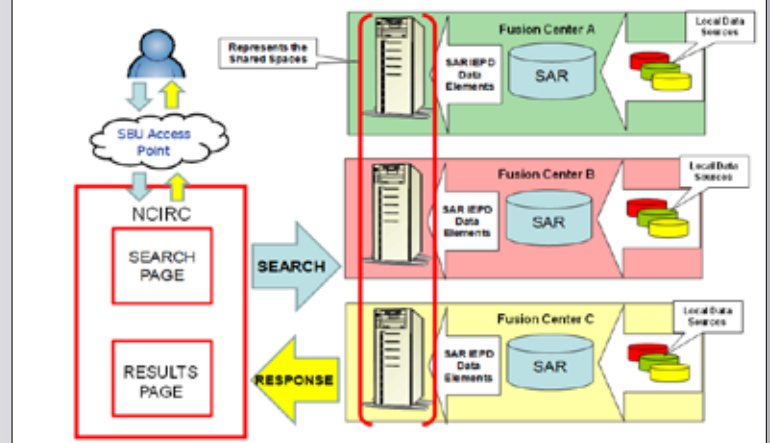 Represents the
Shared Spaces
SBU Access
Point
NCIRC
SEARCH
PAGE
RESULTS
PAGE
SEARCH
RESPONSE
Fusion Center A
SAR IEPD
Data
Elements
SAR
Local Data
Sources
Fusion Center B
SAR IEPD
Data
Elements
SAR
Local Data
Sources
Fusion Center C
SAR IEPD
Data
Elements
SAR
Local Data
Sources